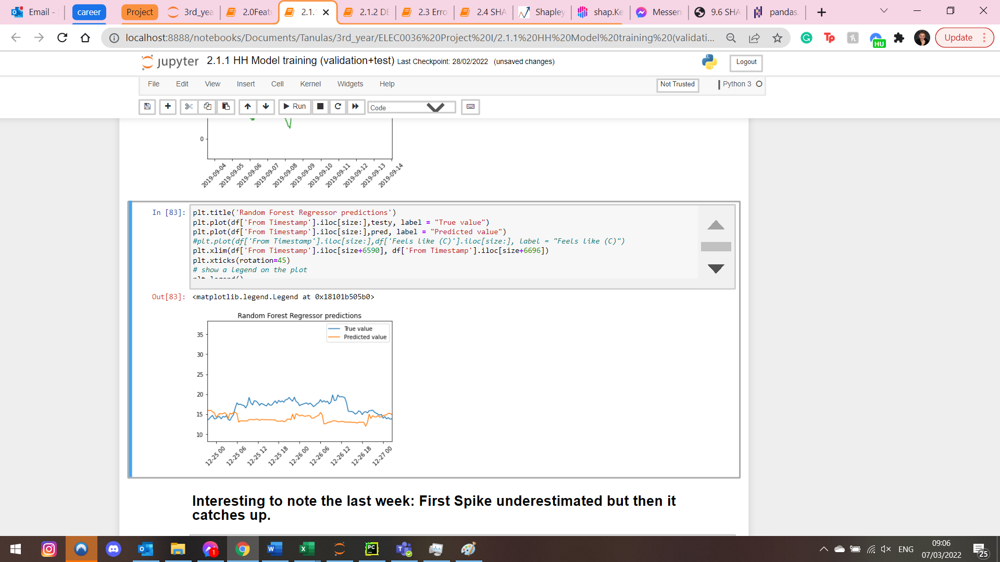 Email -
career
Project
3rd_yea
2.0Feat
2.1.
2.1.2 DE
2.3 Erro
2.4 SHA
Shapley
shap.Ke
Messen
9.6 SHA
pandas.
localhost:8888/notebooks/Documents/Tanulas/3rd_year/ELEC0036%20Project%20I/2.1.1%20HH%20Model%20training%20(validati...
HU
Update
jupyter
2.1.1 HH Model training (validation+test)
Last Checkpoint: 28/02/2022
(unsaved changes)
Logout
File
Edit
View
Insert
Cell
Kernel
Widgets
Help
Not Trusted
Python 3
Run
Code
0
2019-09-04
2019-09-05
2019-09-06
2019-09-07
2019-09-08
2019-09-09
2019-09-10
2019-09-11
2019-09-12
2019-09-13
2019-09-14
In [83]:
plt.title('Random Forest Regressor predictions')
plt.plot(df['From Timestamp'].iloc[size:],testy, label = "True value")
plt.plot(df['From Timestamp'].iloc[size:],pred, label = "Predicted value")
#plt.plot(df['From Timestamp'].iloc[size:],df['Feels like (C)'].iloc[size:], label = "Feels like (C)")
plt.xlim(df['From Timestamp'].iloc[size+6590], df['From Timestamp'].iloc[size+6696])
plt.xticks(rotation=45)
# show a legend on the plot
plt.legend()
Out[83]:
<matplotlib.legend.Legend at 0x18101b505b0>
Random Forest Regressor predictions
True value
Predicted value
35
30
25
20
15
10
12-25 00
12-25 06
12-25 12
12-25 18
12-26 00
12-26 06
12-26 12
12-26 18
12-27 00
Interesting to note the last week: First Spike underestimated but then it
catches up.
1
ENG
09:06
07/03/2022
25